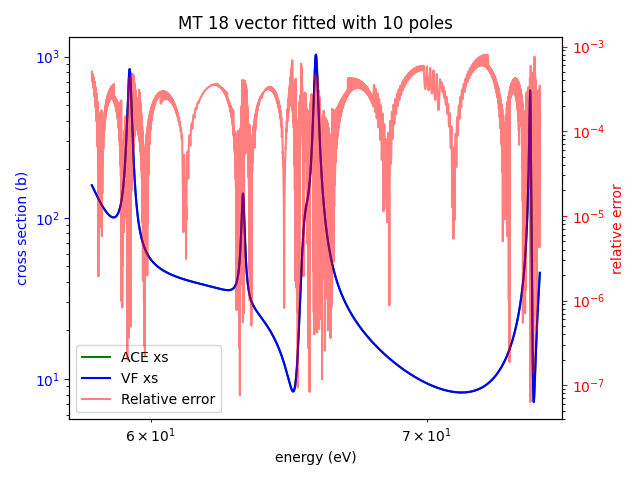 MT 18 vector fitted with 10 poles
cross section (b)
10³
10²
10¹
ACE xs
VF xs
Relative error
6 × 10¹
7 × 10¹
energy (eV)
10⁻³
10⁻⁴
10⁻⁵
10⁻⁶
10⁻⁷
relative error